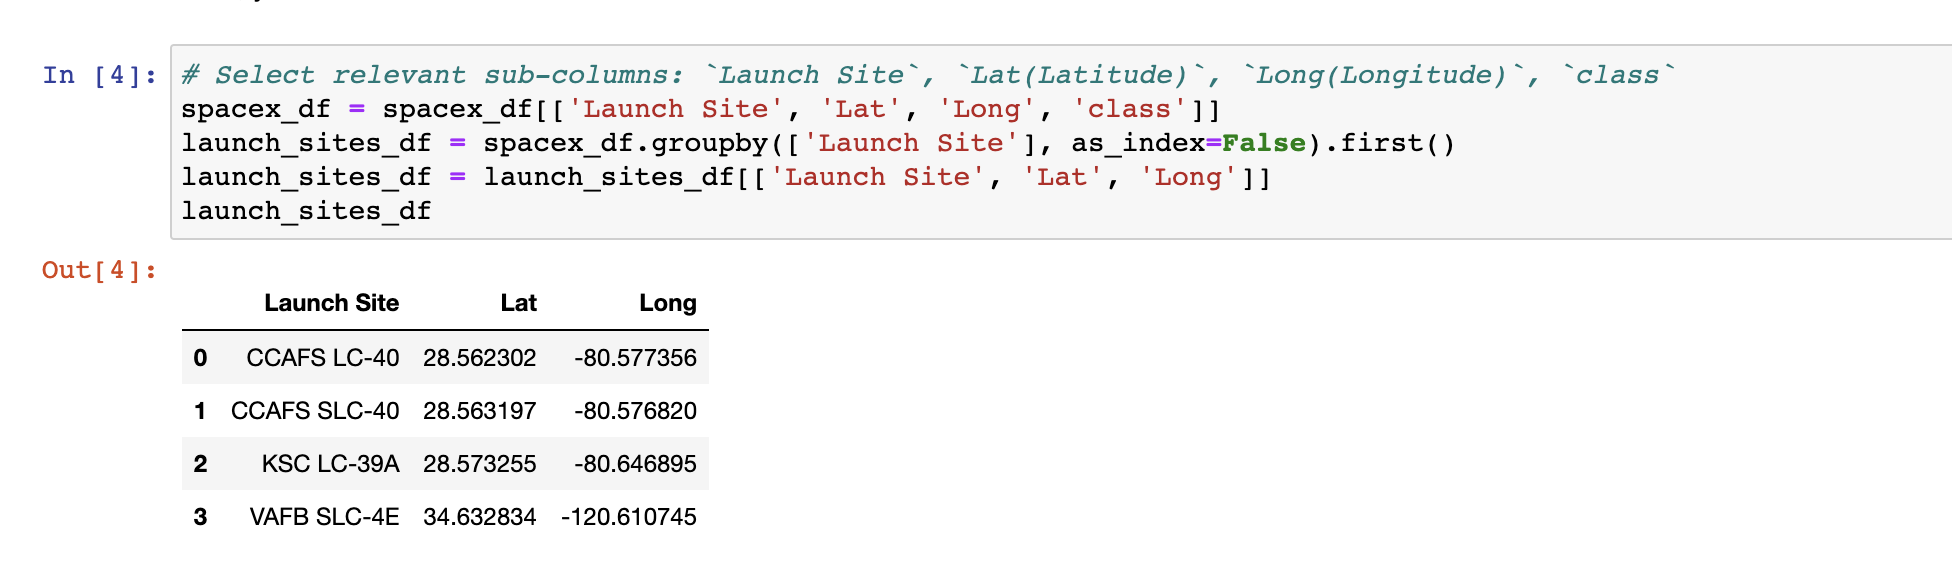 In [4]:
# Select relevant sub-columns: `Launch Site`, `Lat(Latitude)`, `Long(Longitude)`, `class`
spacex_df = spacex_df[['Launch Site', 'Lat', 'Long', 'class']]
launch_sites_df = spacex_df.groupby(['Launch Site'], as_index=False).first()
launch_sites_df = launch_sites_df[['Launch Site', 'Lat', 'Long']]
launch_sites_df
Out[4]:
Launch Site Lat Long
0 CCAFS LC-40 28.562302 -80.577356
1 CCAFS SLC-40 28.563197 -80.576820
2 KSC LC-39A 28.573255 -80.646895
3 VAFB SLC-4E 34.632834 -120.610745